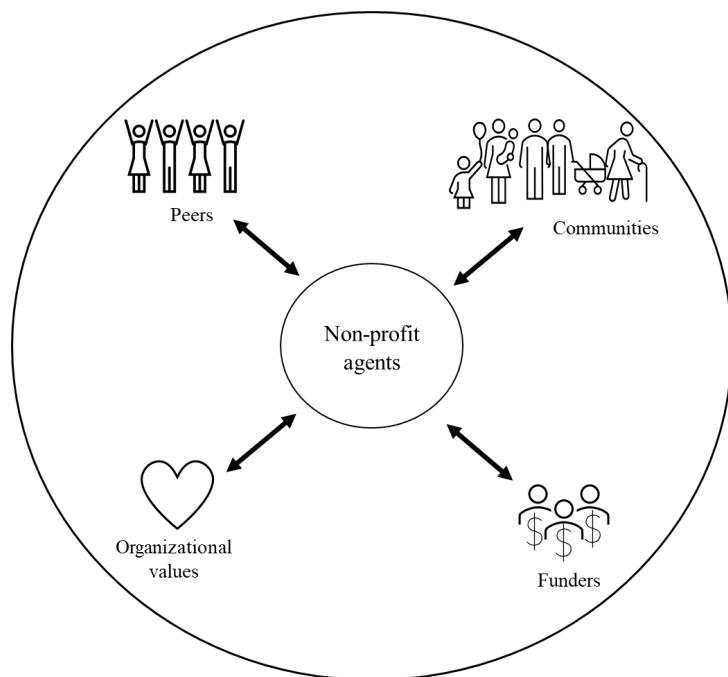 Peers
Communities
Non-profit
agents
Organizational
values
$ $ $
Funders